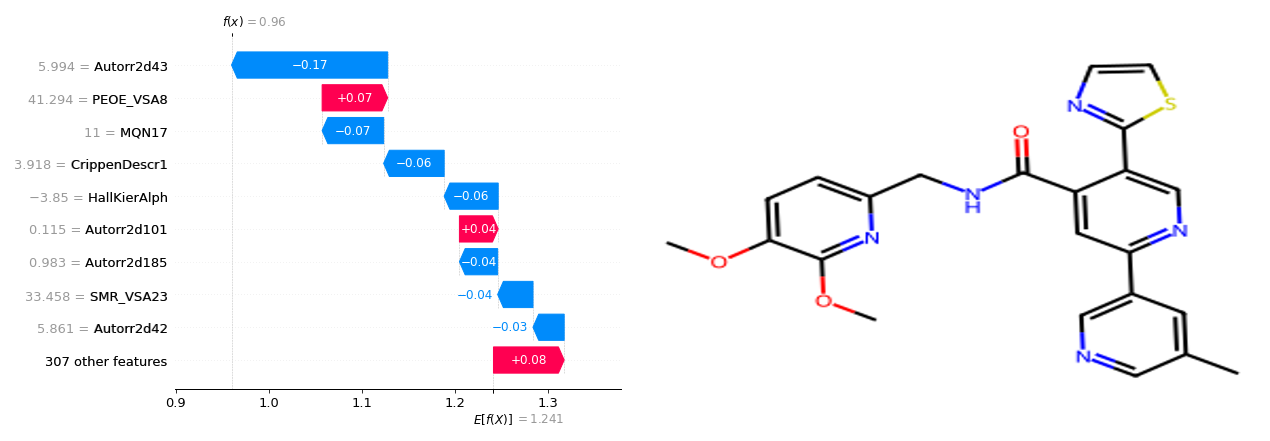 f(x) = 0.96
5.994 = Autorr2d43
−0.17
41.294 = PEOE_VSA8
+0.07
11 = MQN17
−0.07
3.918 = CrippenDescr1
−0.06
−3.85 = HallKierAlph
−0.06
0.115 = Autorr2d101
+0.04
0.983 = Autorr2d185
−0.04
33.458 = SMR_VSA23
−0.04
5.861 = Autorr2d42
−0.03
307 other features
+0.08
0.9 1.0 1.1 1.2 1.3
E[f(X)] = 1.241
N
S
O
N
H
N
N
O
O
N